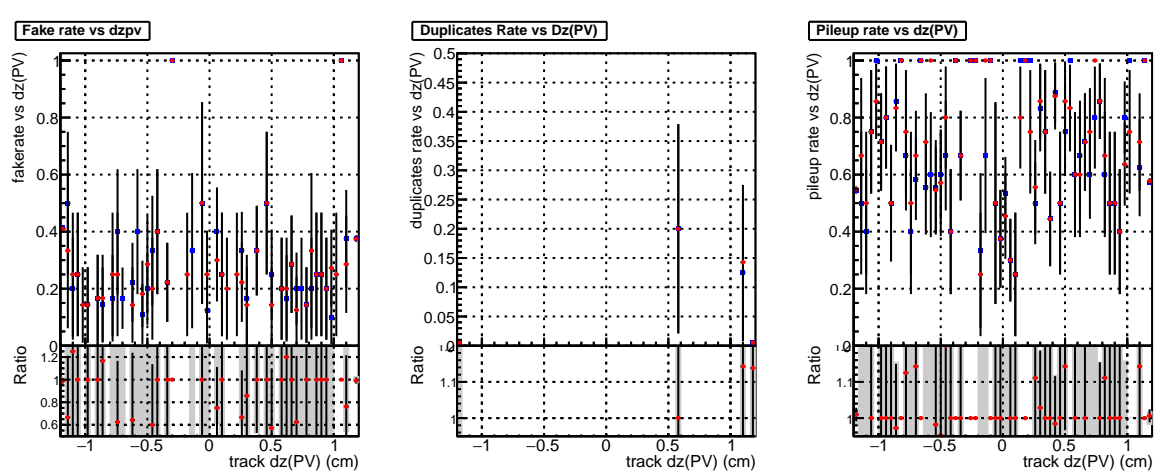 Fake rate vs dzpv
fakerate vs dz(PV)
1
0.8
0.6
0.4
0.2
0
Ratio
1.2
1
0.8
0.6
−1 −0.5 0 0.5 1
track dz(PV) (cm)
Duplicates Rate vs Dz(PV)
duplicates rate vs dz(PV)
0.5
0.45
0.4
0.35
0.3
0.25
0.2
0.15
0.1
0.05
0
Ratio
1.1
1
−1 −0.5 0 0.5 1
track dz(PV) (cm)
Pileup rate vs dz(PV)
pileup rate vs dz(PV)
1
0.8
0.6
0.4
0.2
Ratio
1.1
1
−1 −0.5 0 0.5 1
track dz(PV) (cm)